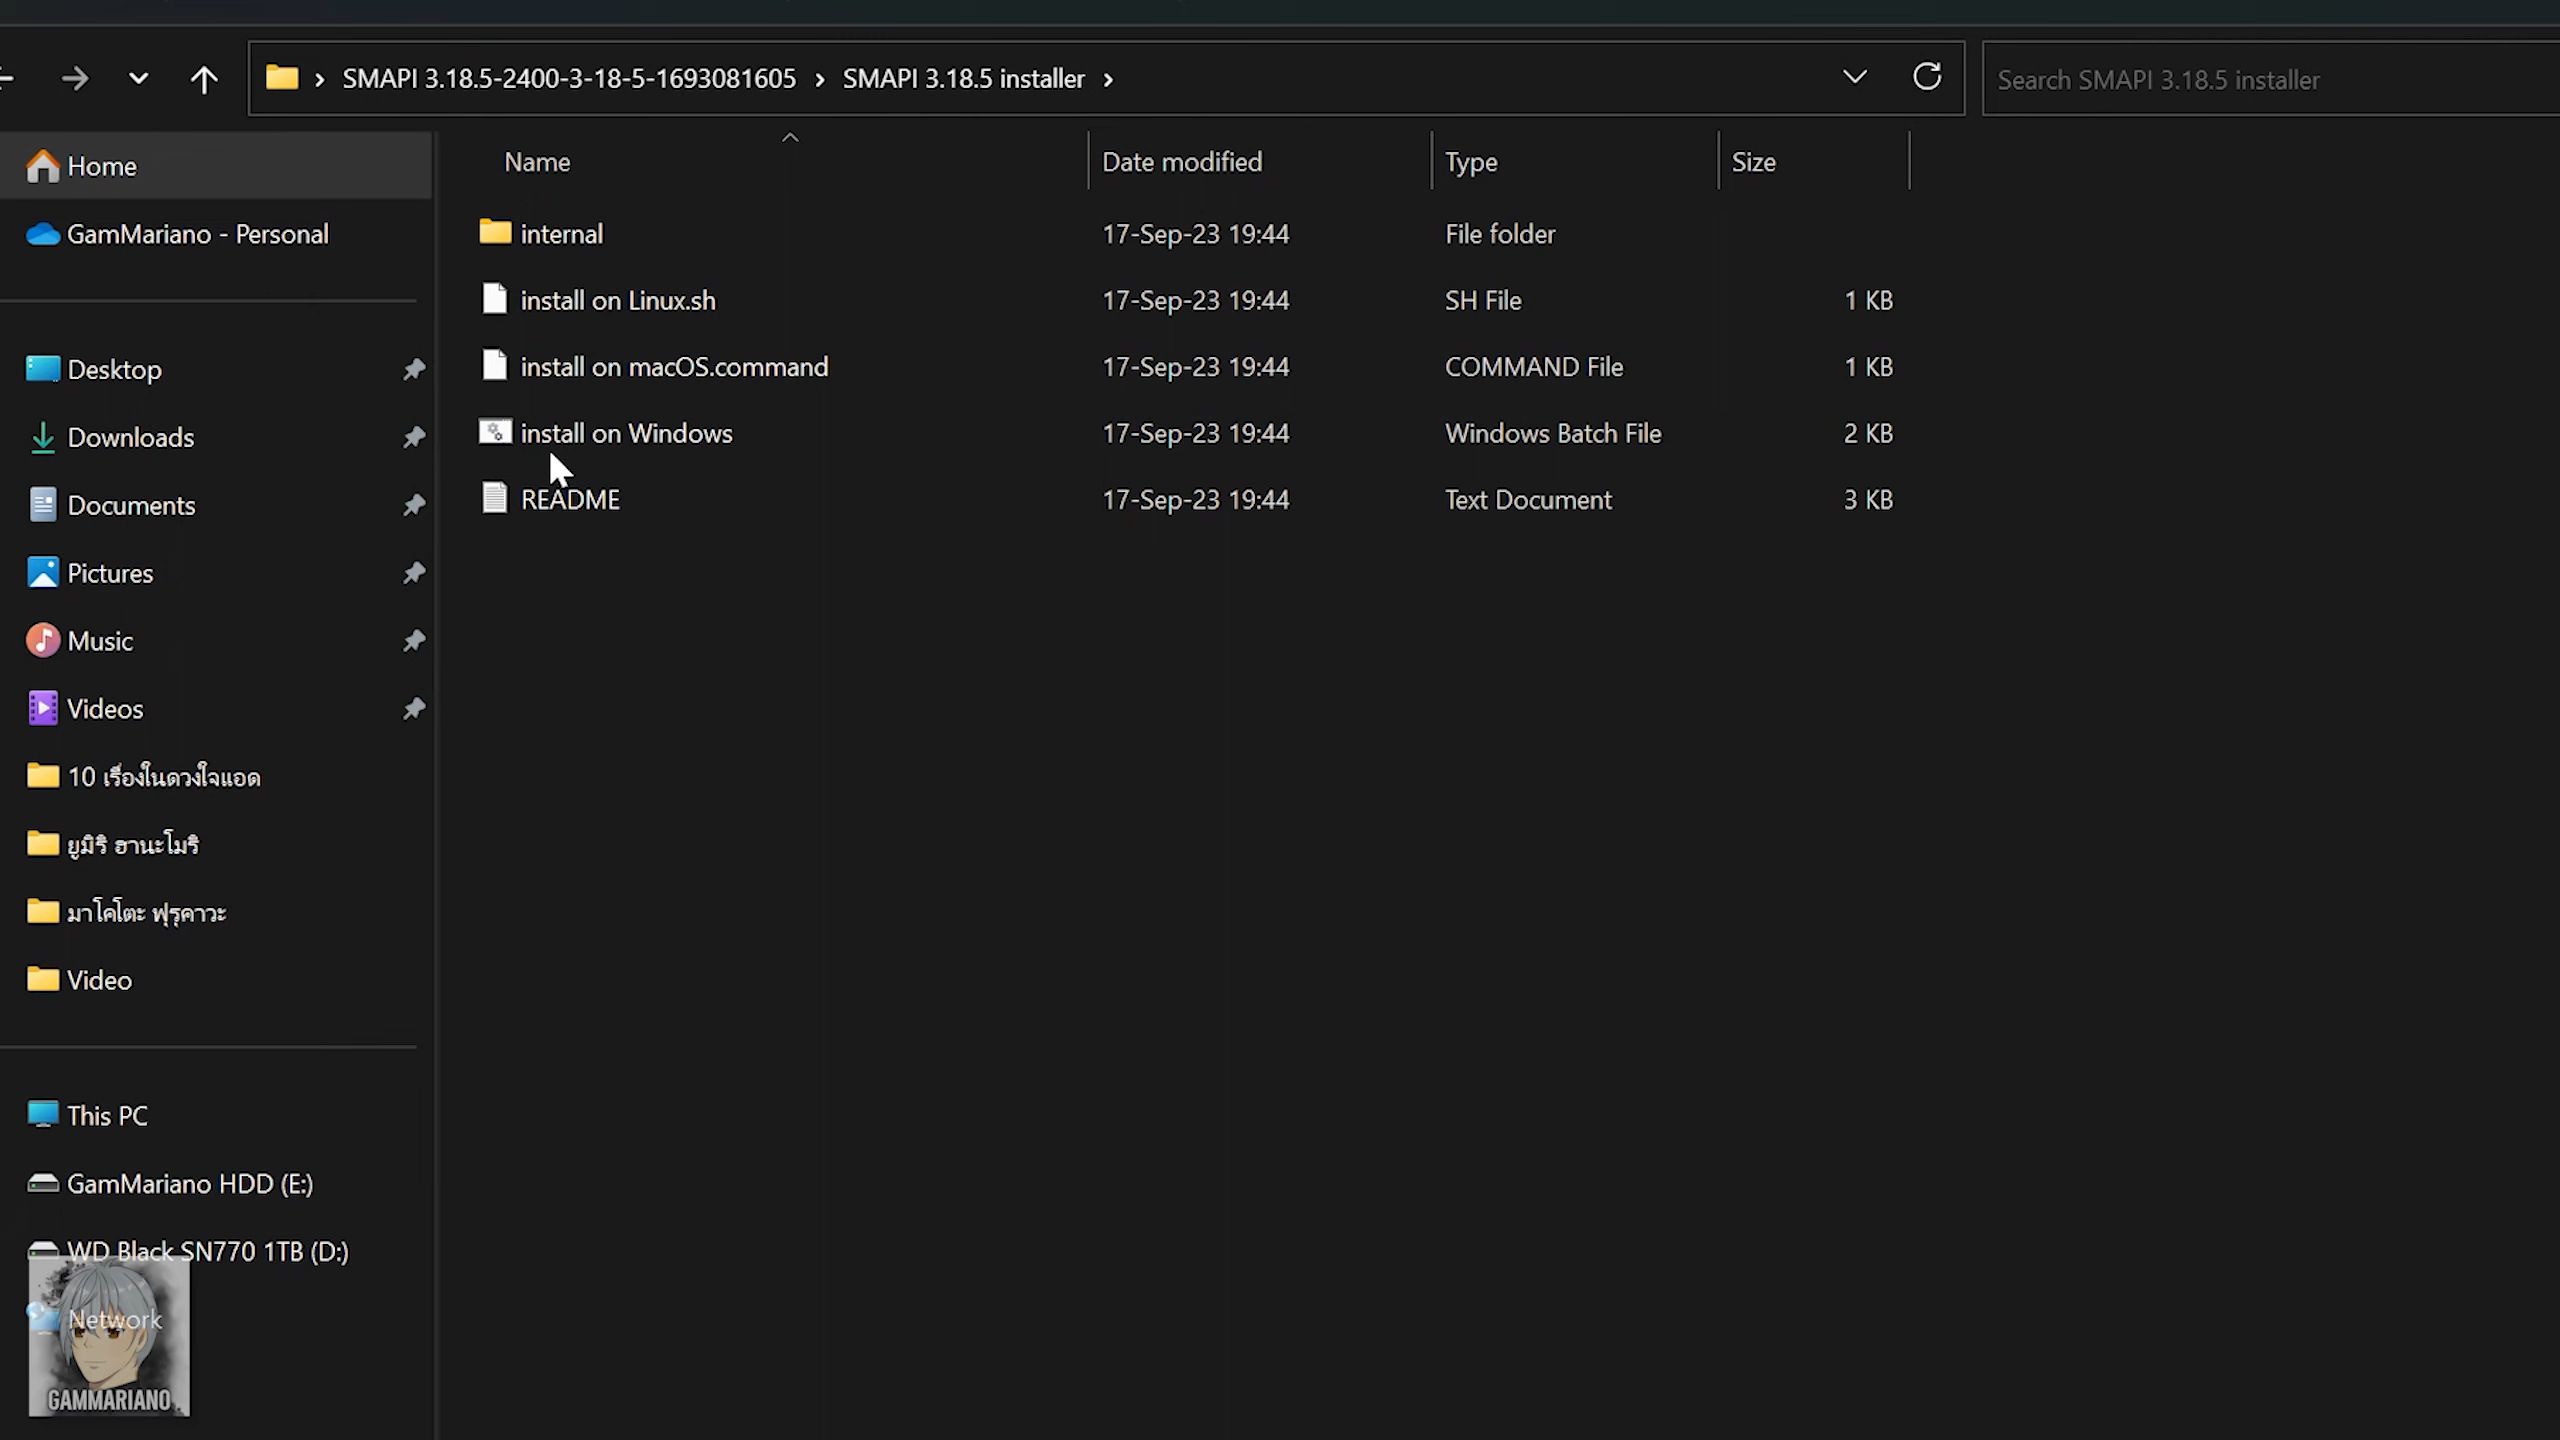 SMAPI 3.18.5-2400-3-18-5-1693081605 › SMAPI 3.18.5 installer ›
Search SMAPI 3.18.5 installer
Home
GamMariano - Personal
Desktop
Downloads
Documents
Pictures
Music
Videos
10 เรื่องในดวงใจแอด
ยูมิริ ฮานะโมริ
มาโคโตะ ฟุรุคาวะ
Video
This PC
GamMariano HDD (E:)
WD Black SN770 1TB (D:)
Network
GAMMARIANO
Name Date modified Type Size
internal 17-Sep-23 19:44 File folder
install on Linux.sh 17-Sep-23 19:44 SH File 1 KB
install on macOS.command 17-Sep-23 19:44 COMMAND File 1 KB
install on Windows 17-Sep-23 19:44 Windows Batch File 2 KB
README 17-Sep-23 19:44 Text Document 3 KB